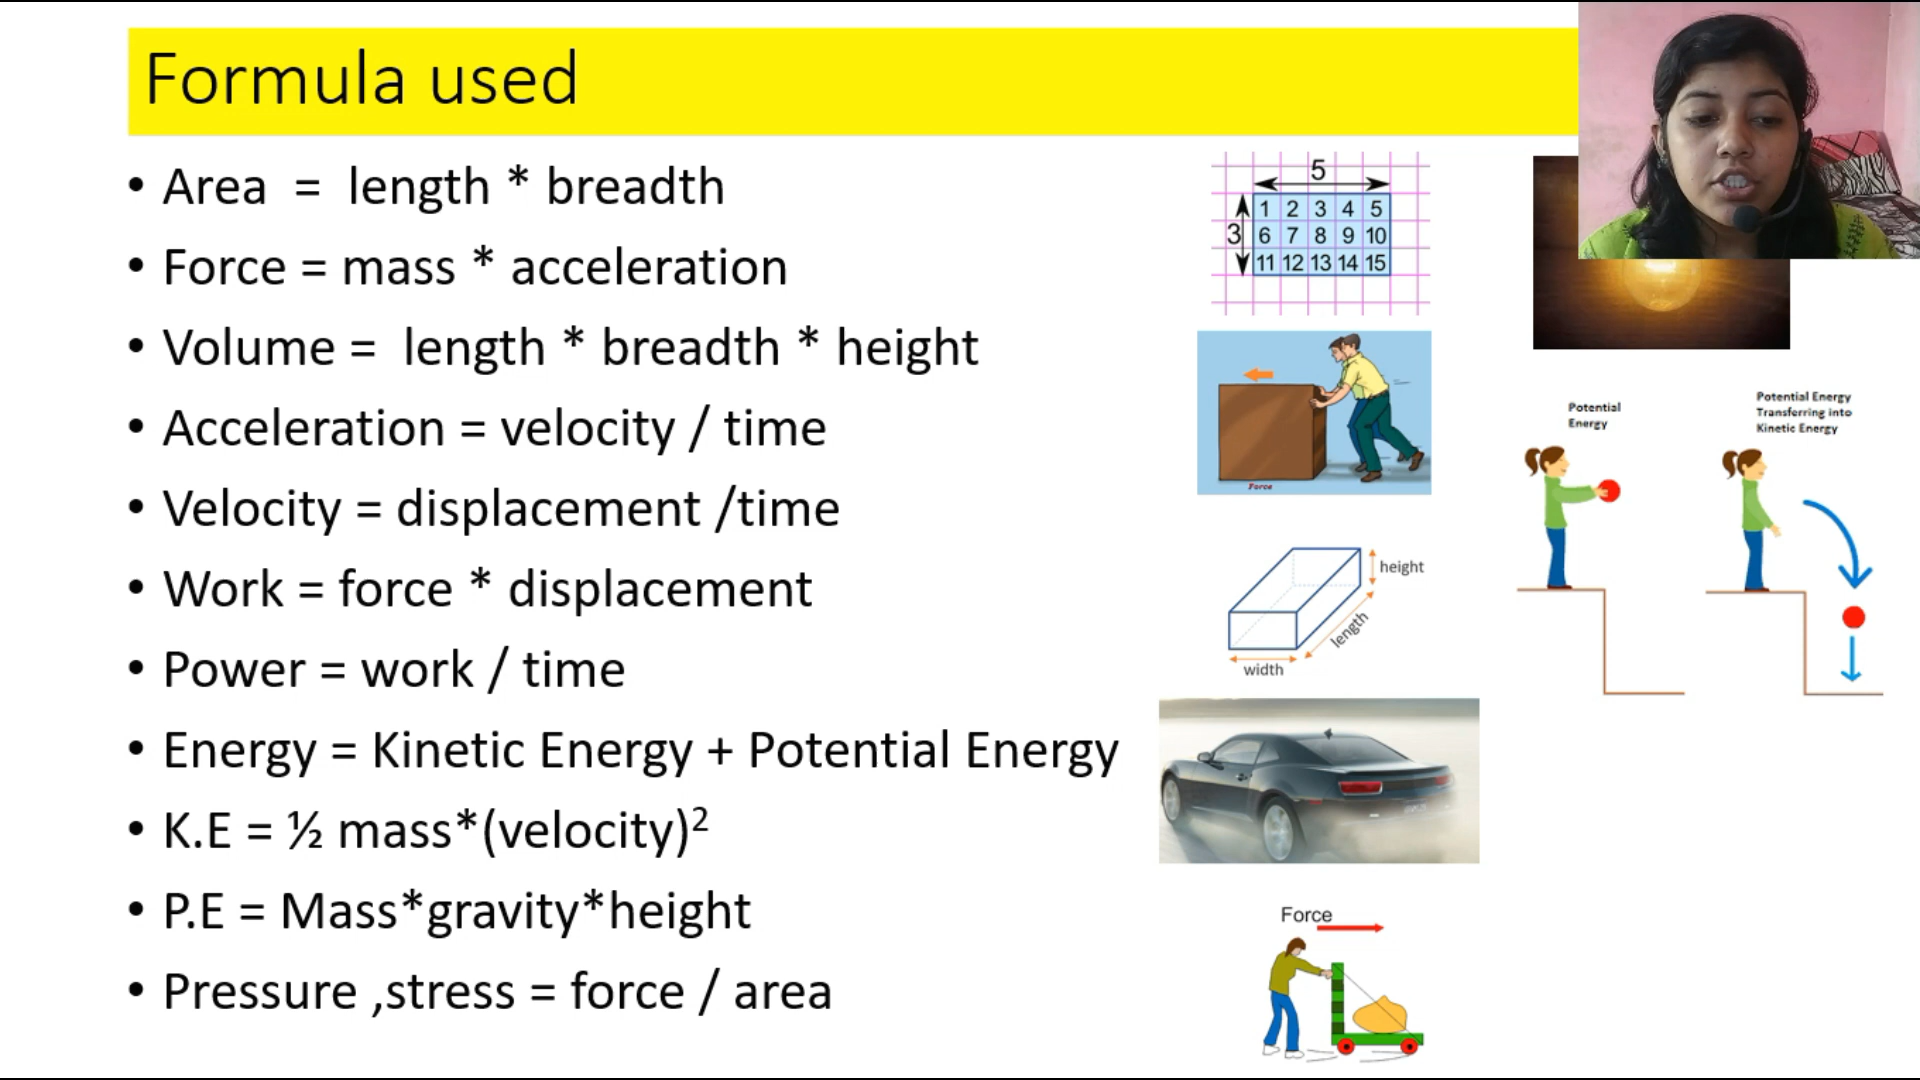 Formula used
• Area = length * breadth
• Force = mass * acceleration
• Volume = length * breadth * height
• Acceleration = velocity / time
• Velocity = displacement /time
• Work = force * displacement
• Power = work / time
• Energy = Kinetic Energy + Potential Energy
• K.E = ½ mass*(velocity)²
• P.E = Mass*gravity*height
• Pressure ,stress = force / area
5
3
1 2 3 4 5
6 7 8 9 10
11 12 13 14 15
Force
height
length
width
Force
Potential
Energy
Potential Energy
Transferring into
Kinetic Energy